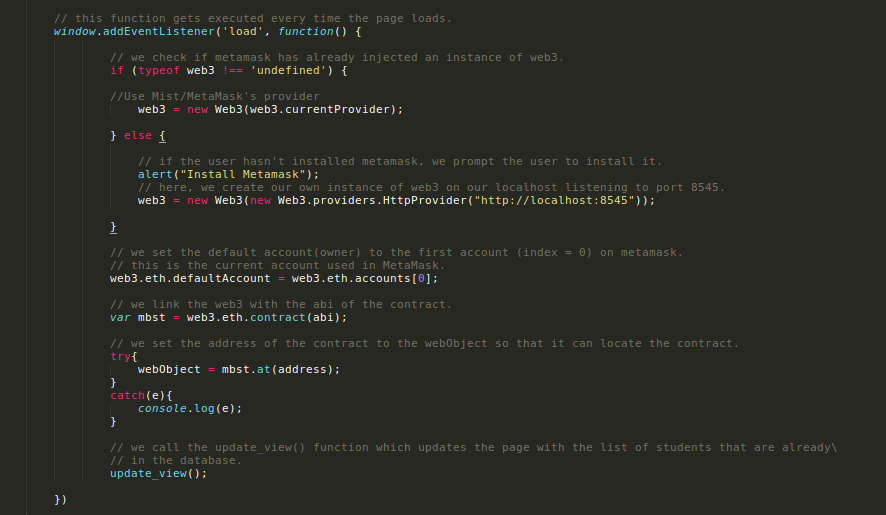 // this function gets executed every time the page loads.
window.addEventListener('load', function() {
// we check if metamask has already injected an instance of web3.
if (typeof web3 !== 'undefined') {
//Use Mist/MetaMask's provider
web3 = new Web3(web3.currentProvider);
} else {
// if the user hasn't installed metamask, we prompt the user to install it.
alert("Install Metamask");
// here, we create our own instance of web3 on our localhost listening to port 8545.
web3 = new Web3(new Web3.providers.HttpProvider("http://localhost:8545"));
}
// we set the default account(owner) to the first account (index = 0) on metamask.
// this is the current account used in MetaMask.
web3.eth.defaultAccount = web3.eth.accounts[0];
// we link the web3 with the abi of the contract.
var mbst = web3.eth.contract(abi);
// we set the address of the contract to the webObject so that it can locate the contract.
try{
webObject = mbst.at(address);
}
catch(e){
console.log(e);
}
// we call the update_view() function which updates the page with the list of students that are already\
// in the database.
update_view();
})